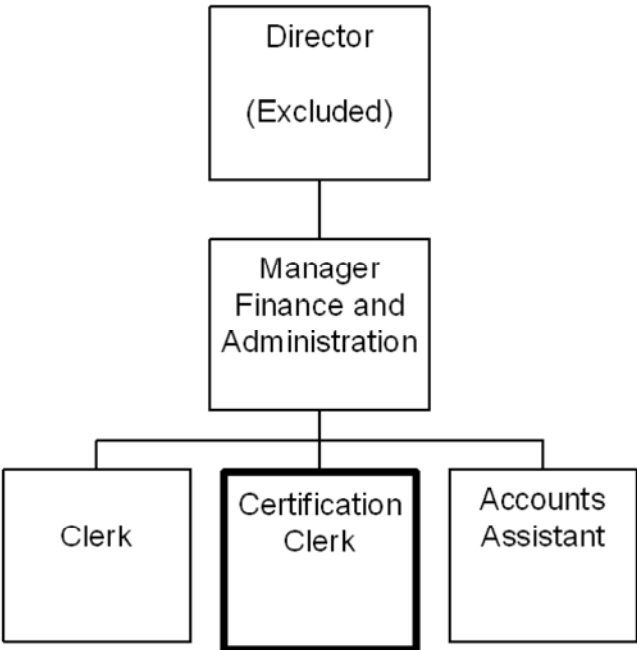 Director
(Excluded)
Manager
Finance and
Administration
Clerk
Certification
Clerk
Accounts
Assistant